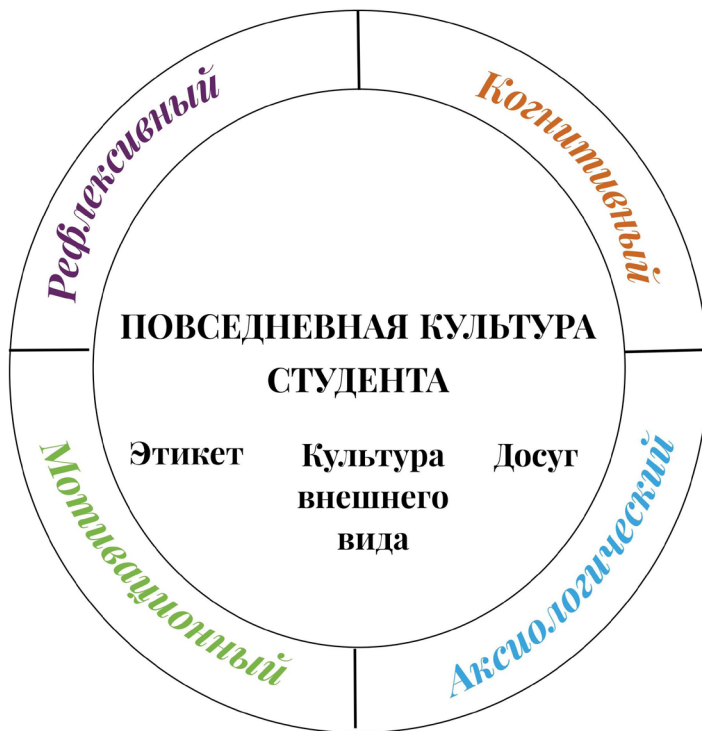 Рефлексивный
Когнитивный
ПОВСЕДНЕВНАЯ КУЛЬТУРА
СТУДЕНТА
Этикет
Культура
внешнего
вида
Досуг
Мотивационный
Аксиологический